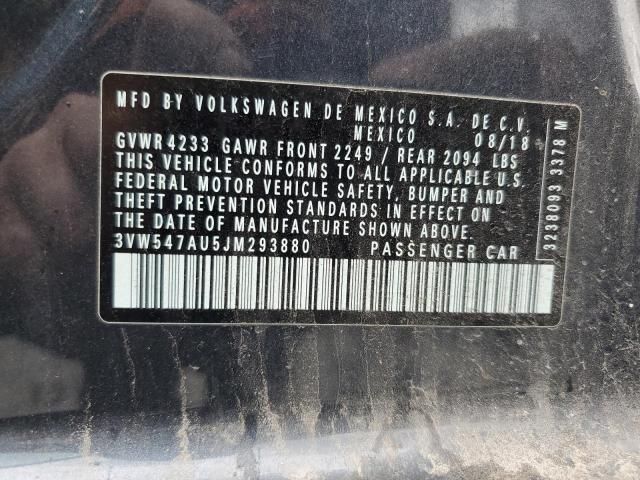 MFD BY VOLKSWAGEN DE MEXICO S.A. DE C.V.
MEXICO 08/18
GVWR 4233 GAWR FRONT 2249 / REAR 2094 LBS
THIS VEHICLE CONFORMS TO ALL APPLICABLE U.S.
FEDERAL MOTOR VEHICLE SAFETY, BUMPER AND
THEFT PREVENTION STANDARDS IN EFFECT ON
THE DATE OF MANUFACTURE SHOWN ABOVE.
3VW547AU5JM293880 PASSENGER CAR
3238093 3378 M